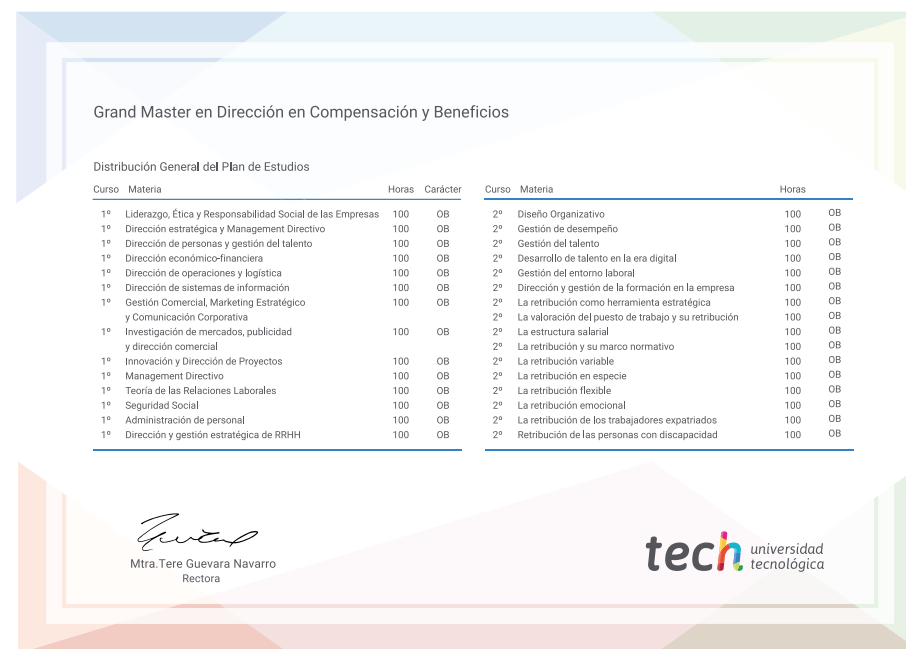 Grand Master en Dirección en Compensación y Beneficios
Distribución General del Plan de Estudios
Curso Materia Horas Carácter
1º Liderazgo, Ética y Responsabilidad Social de las Empresas 100 OB
1º Dirección estratégica y Management Directivo 100 OB
1º Dirección de personas y gestión del talento 100 OB
1º Dirección económico-financiera 100 OB
1º Dirección de operaciones y logística 100 OB
1º Dirección de sistemas de información 100 OB
1º Gestión Comercial, Marketing Estratégico 100 OB
y Comunicación Corporativa
1º Investigación de mercados, publicidad 100 OB
y dirección comercial
1º Innovación y Dirección de Proyectos 100 OB
1º Management Directivo 100 OB
1º Teoría de las Relaciones Laborales 100 OB
1º Seguridad Social 100 OB
1º Administración de personal 100 OB
1º Dirección y gestión estratégica de RRHH 100 OB
Curso Materia Horas
2º Diseño Organizativo 100 OB
2º Gestión de desempeño 100 OB
2º Gestión del talento 100 OB
2º Desarrollo de talento en la era digital 100 OB
2º Gestión del entorno laboral 100 OB
2º Dirección y gestión de la formación en la empresa 100 OB
2º La retribución como herramienta estratégica 100 OB
2º La valoración del puesto de trabajo y su retribución 100 OB
2º La estructura salarial 100 OB
2º La retribución y su marco normativo 100 OB
2º La retribución variable 100 OB
2º La retribución en especie 100 OB
2º La retribución flexible 100 OB
2º La retribución emocional 100 OB
2º La retribución de los trabajadores expatriados 100 OB
2º Retribución de las personas con discapacidad 100 OB
Mtra.Tere Guevara Navarro
Rectora
tech universidad
tecnológica